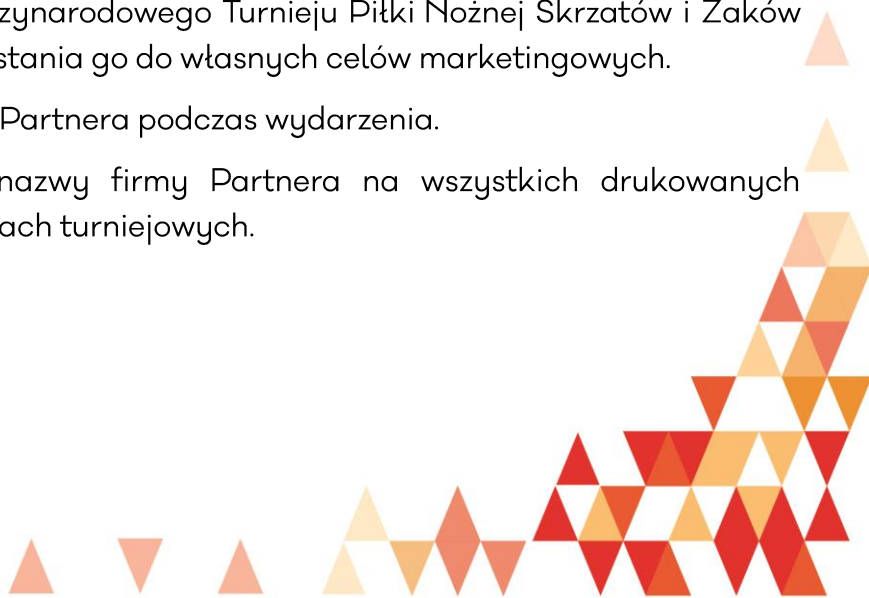 zynarodowego Turnieju Piłki Nożnej Skrzatów i Żaków
stania go do własnych celów marketingowych.
Partnera podczas wydarzenia.
nazwy firmy Partnera na wszystkich drukowanych
ach turniejowych.